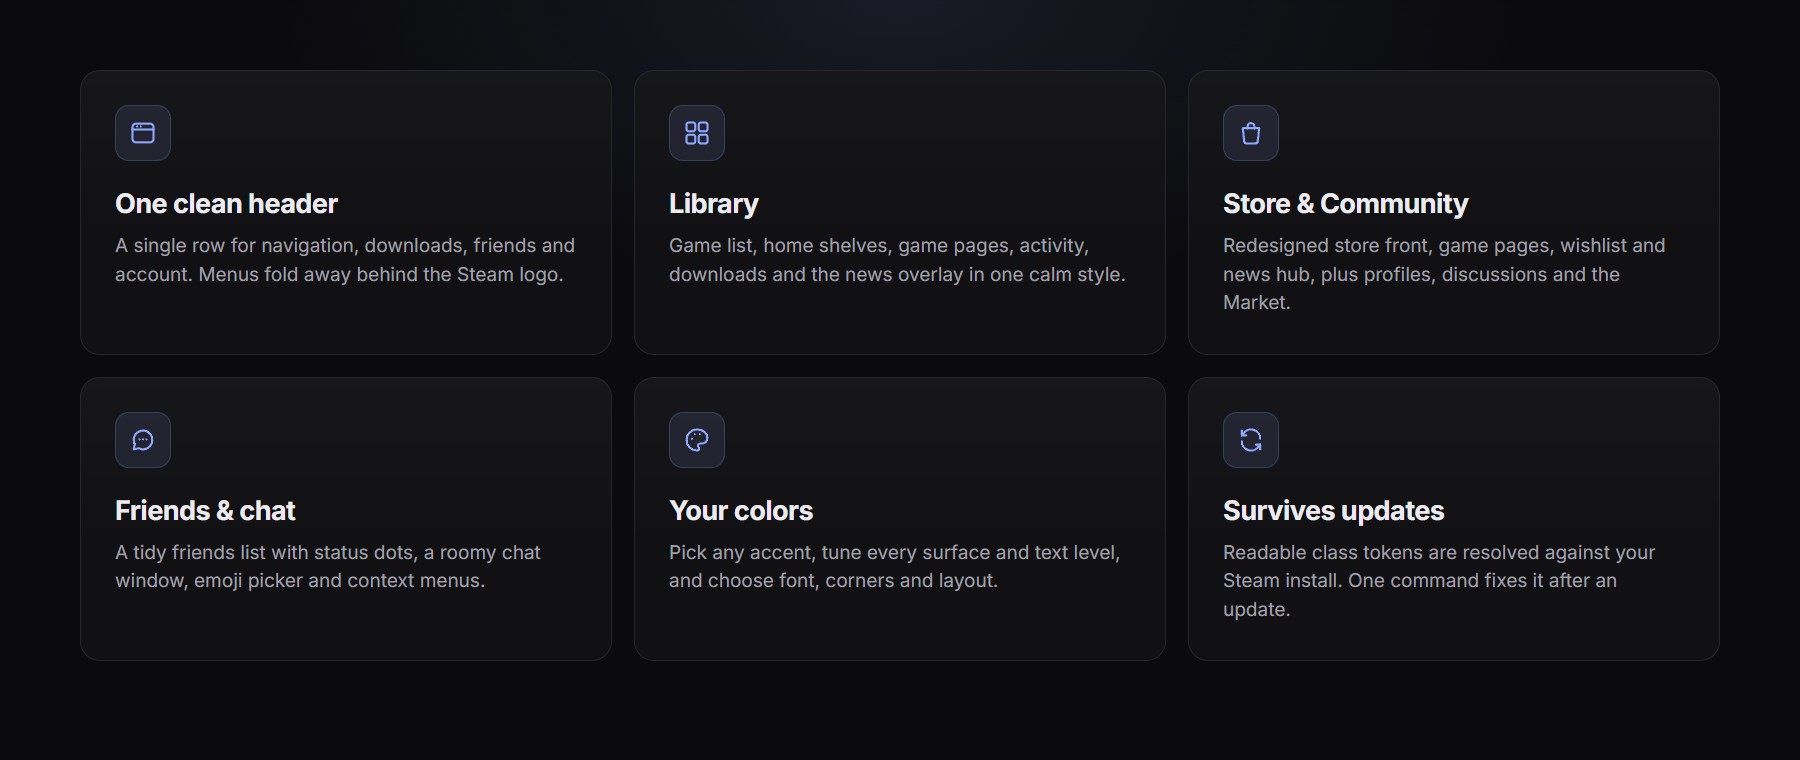 One clean header
A single row for navigation, downloads, friends and
account. Menus fold away behind the Steam logo.
Library
Game list, home shelves, game pages, activity,
downloads and the news overlay in one calm style.
Store & Community
Redesigned store front, game pages, wishlist and
news hub, plus profiles, discussions and the
Market.
Friends & chat
A tidy friends list with status dots, a roomy chat
window, emoji picker and context menus.
Your colors
Pick any accent, tune every surface and text level,
and choose font, corners and layout.
Survives updates
Readable class tokens are resolved against your
Steam install. One command fixes it after an
update.